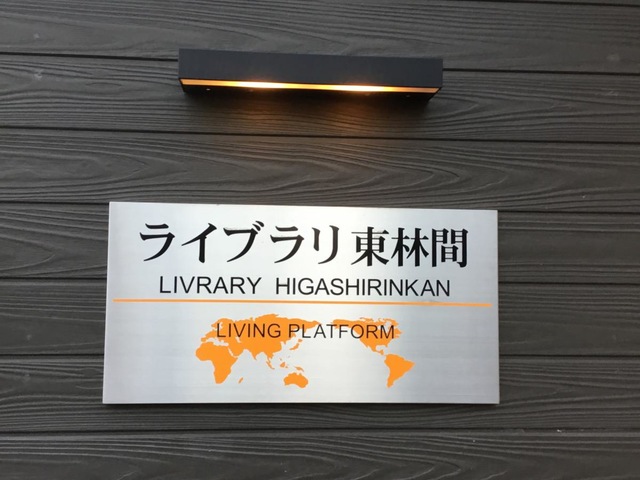 ライブラリ東林間
LIVRARY HIGASHIRINKAN
LIVING PLATFORM